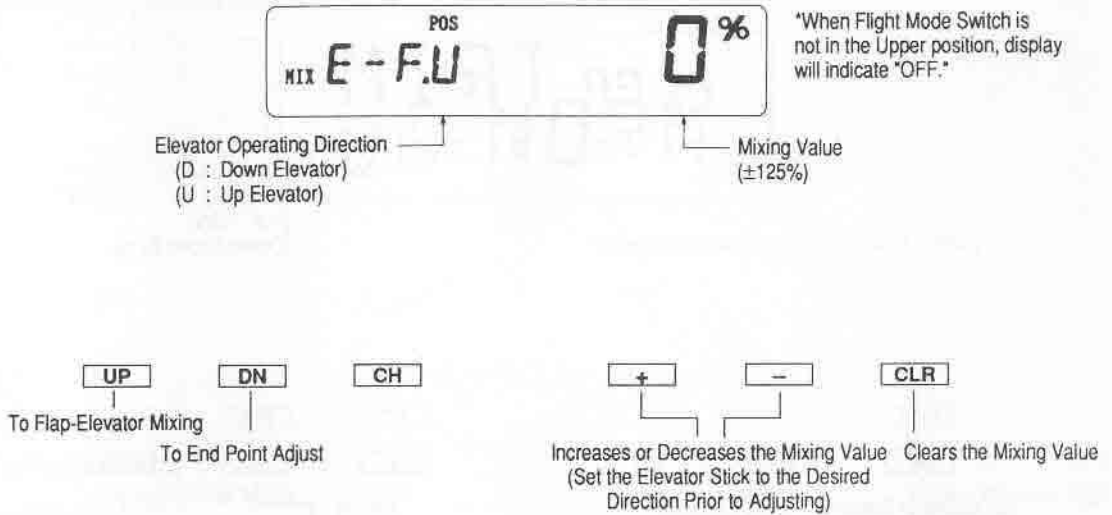 POS
MIX E-F.U 0%
"When Flight Mode Switch is
not in the Upper position, display
will indicate "OFF."
Elevator Operating Direction
(D : Down Elevator)
(U : Up Elevator)
Mixing Value
(±125%)
UP
DN
CH
+
−
CLR
To Flap-Elevator Mixing
To End Point Adjust
Increases or Decreases the Mixing Value
(Set the Elevator Stick to the Desired
Direction Prior to Adjusting)
Clears the Mixing Value